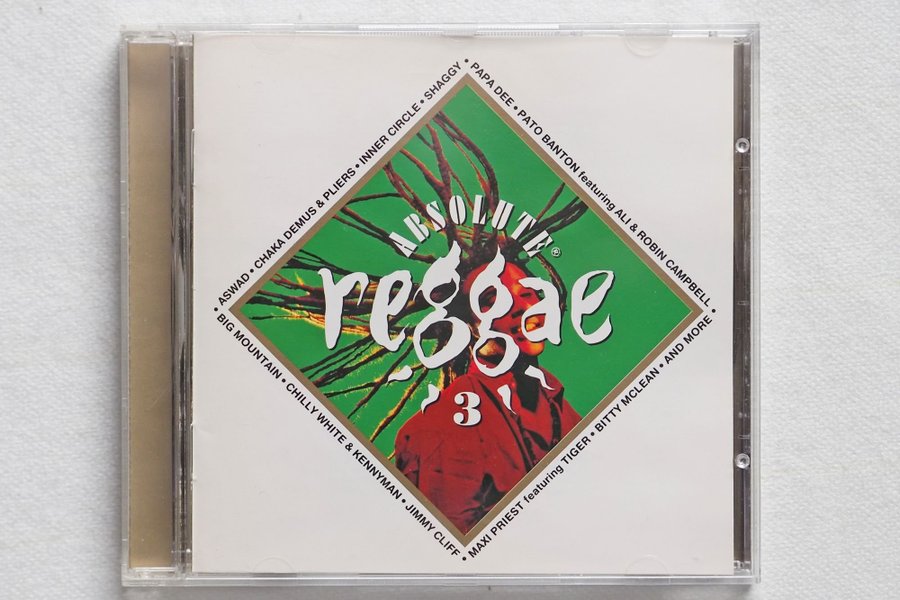 • ASWAD • CHAKA DEMUS & PLIERS • INNER CIRCLE • SHAGGY •
PAPA DEE • PATO BANTON featuring ALI & ROBIN CAMPBELL •
ABSOLUTE®
reggae
3
BIG MOUNTAIN • CHILLY WHITE & KENNYMAN • JIMMY CLIFF •
MAXI PRIEST featuring TIGER • BITTY MCLEAN • AND MORE